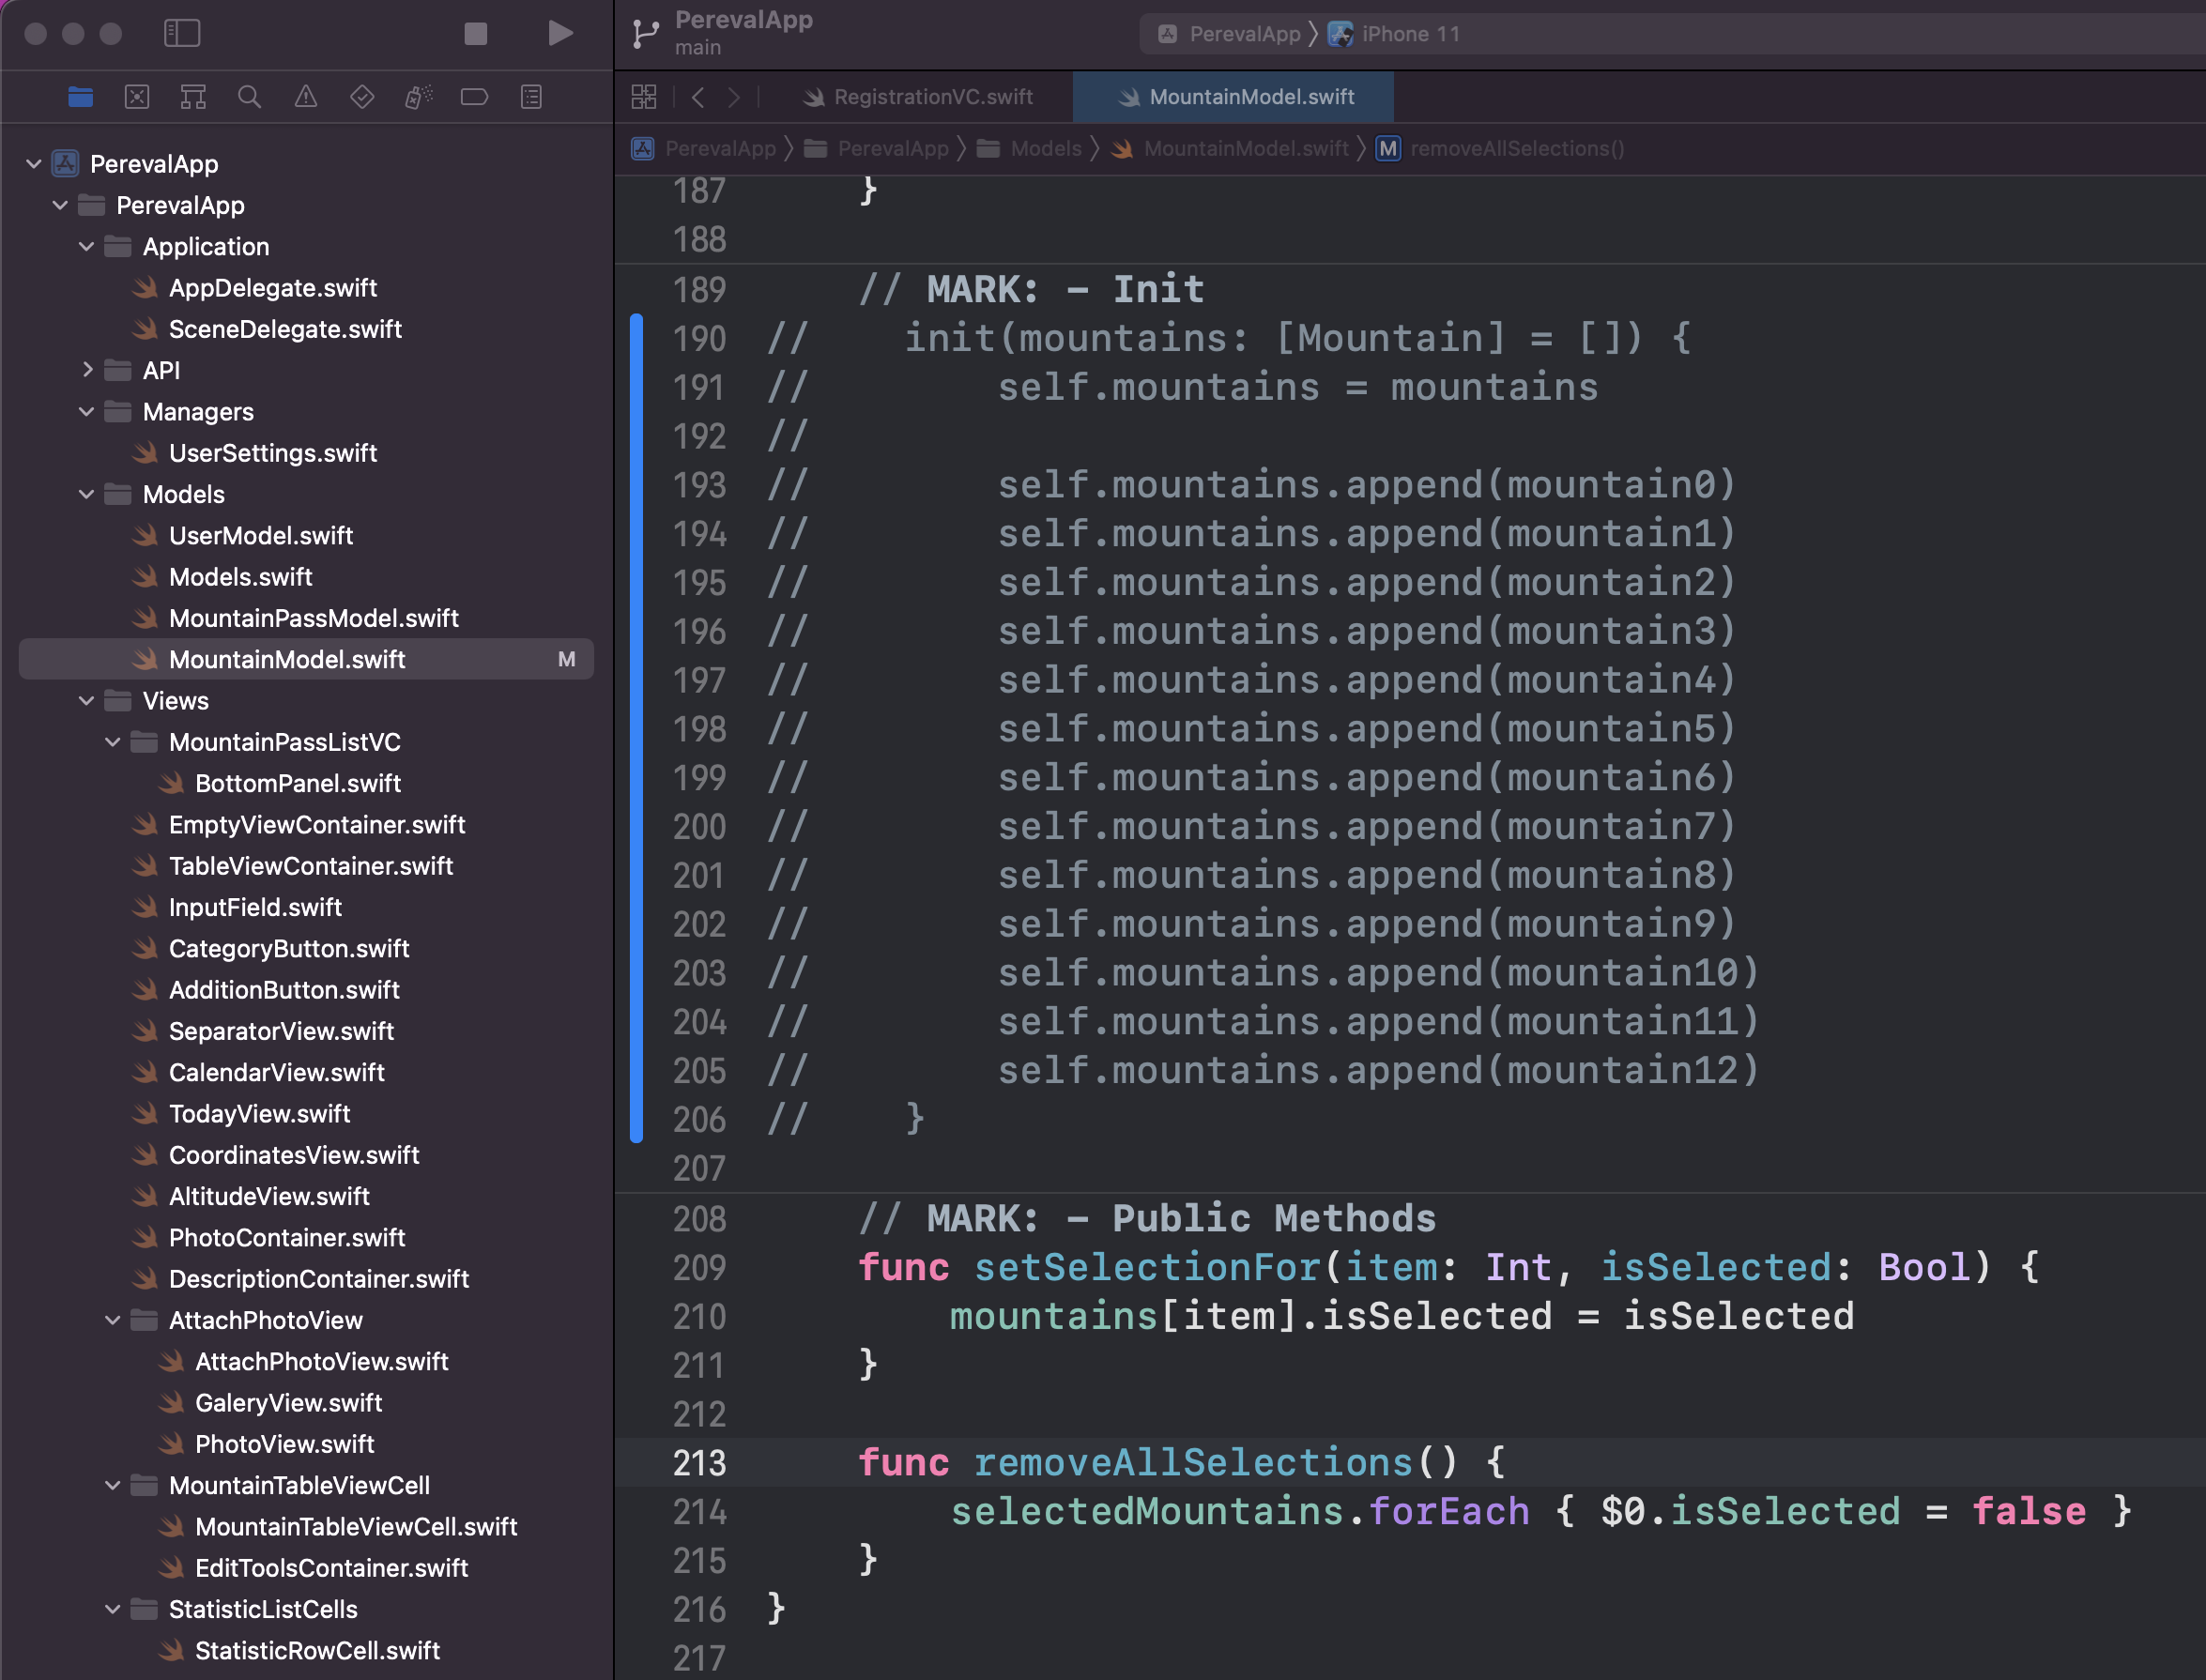 PerevalApp
main
PerevalApp 〉 iPhone 11
RegistrationVC.swift
MountainModel.swift
PerevalApp 〉 PerevalApp 〉 Models 〉 MountainModel.swift 〉 M removeAllSelections()
PerevalApp
PerevalApp
Application
AppDelegate.swift
SceneDelegate.swift
API
Managers
UserSettings.swift
Models
UserModel.swift
Models.swift
MountainPassModel.swift
MountainModel.swift M
Views
MountainPassListVC
BottomPanel.swift
EmptyViewContainer.swift
TableViewContainer.swift
InputField.swift
CategoryButton.swift
AdditionButton.swift
SeparatorView.swift
CalendarView.swift
TodayView.swift
CoordinatesView.swift
AltitudeView.swift
PhotoContainer.swift
DescriptionContainer.swift
AttachPhotoView
AttachPhotoView.swift
GaleryView.swift
PhotoView.swift
MountainTableViewCell
MountainTableViewCell.swift
EditToolsContainer.swift
StatisticListCells
StatisticRowCell.swift
187     }
188
189     // MARK: - Init
190 //    init(mountains: [Mountain] = []) {
191 //        self.mountains = mountains
192 //
193 //        self.mountains.append(mountain0)
194 //        self.mountains.append(mountain1)
195 //        self.mountains.append(mountain2)
196 //        self.mountains.append(mountain3)
197 //        self.mountains.append(mountain4)
198 //        self.mountains.append(mountain5)
199 //        self.mountains.append(mountain6)
200 //        self.mountains.append(mountain7)
201 //        self.mountains.append(mountain8)
202 //        self.mountains.append(mountain9)
203 //        self.mountains.append(mountain10)
204 //        self.mountains.append(mountain11)
205 //        self.mountains.append(mountain12)
206 //    }
207
208     // MARK: - Public Methods
209     func setSelectionFor(item: Int, isSelected: Bool) {
210         mountains[item].isSelected = isSelected
211     }
212
213     func removeAllSelections() {
214         selectedMountains.forEach { $0.isSelected = false }
215     }
216 }
217